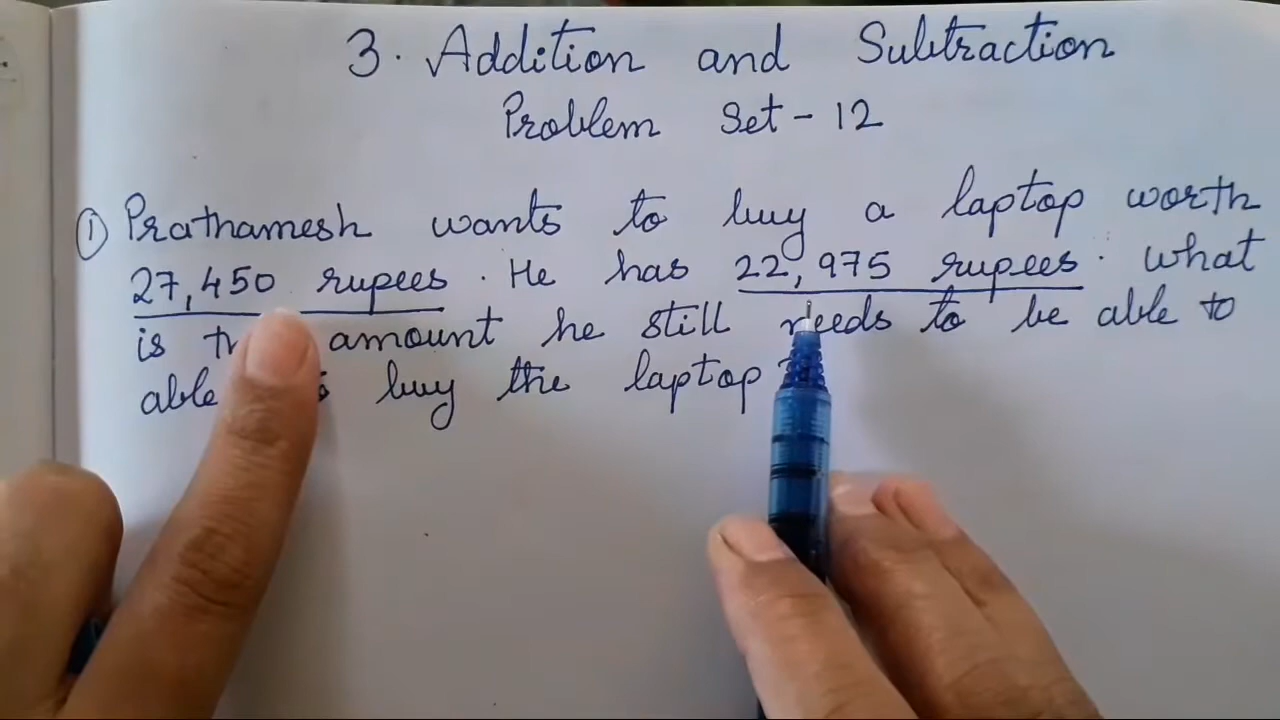 3. Addition and Subtraction
Problem Set - 12
① Prathamesh wants to buy a laptop worth
27,450 rupees. He has 22,975 rupees. what
is amount he still needs to be able to
able buy the laptop